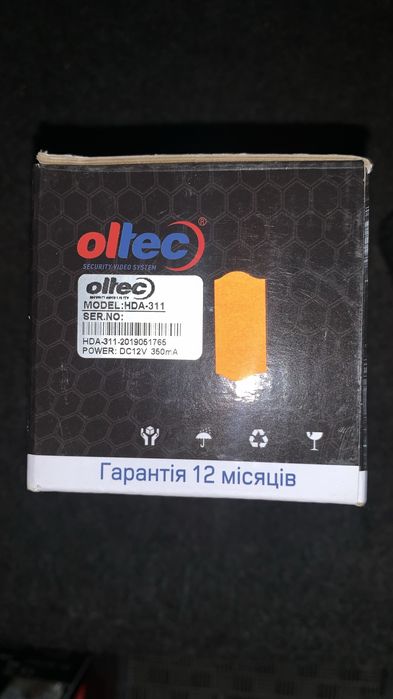 oltec®
SECURITY VIDEO SYSTEM
oltec
MODEL:HDA-311
SER.NO:
HDA-311-2019051765
POWER: DC12V 350mA
Гарантія 12 місяців